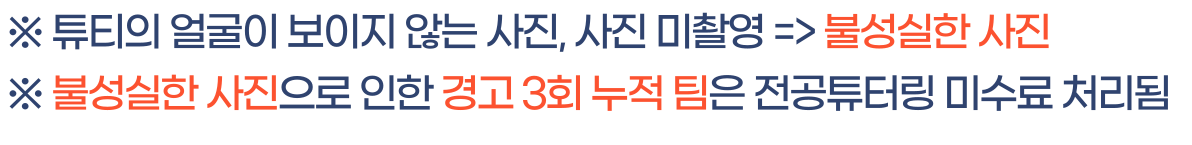 ※ 튜티의 얼굴이 보이지 않는 사진, 사진 미촬영 => 불성실한 사진
※ 불성실한 사진으로 인한 경고 3회 누적 팀은 전공튜터링 미수료 처리됨